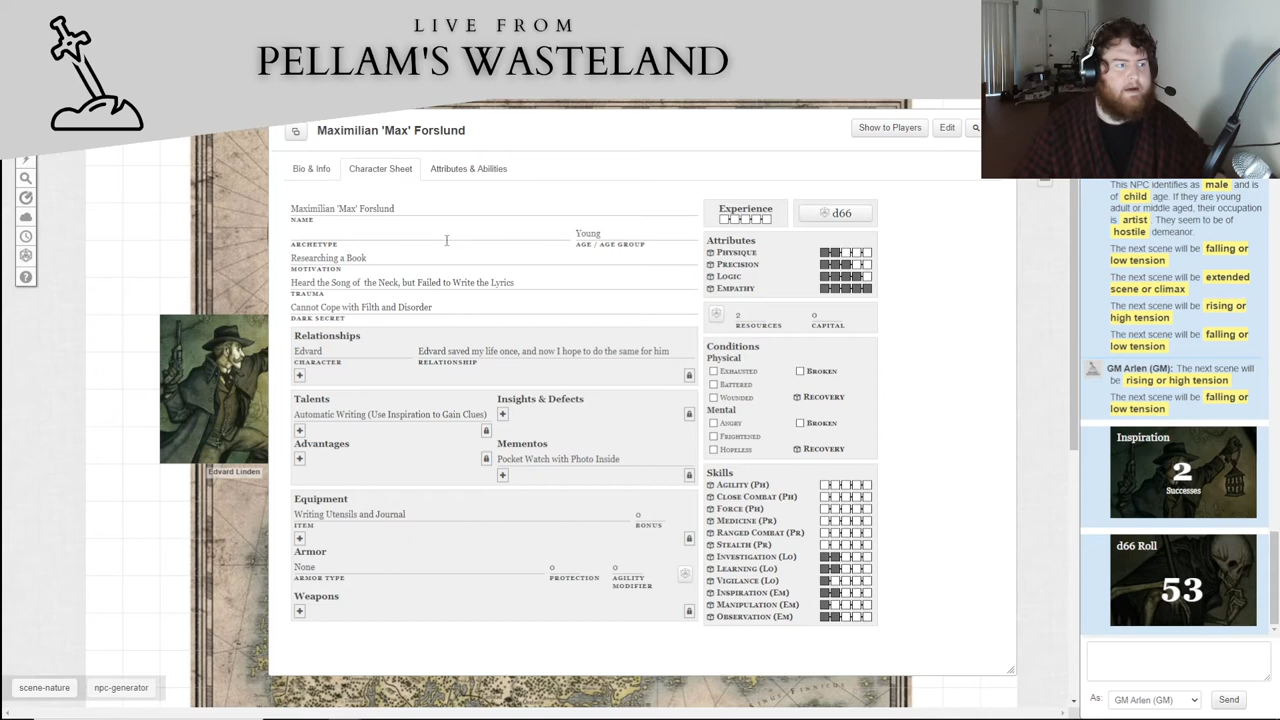 LIVE FROM
PELLAM'S WASTELAND
Maximilian 'Max' Forslund
Show to Players
Edit
Bio & Info
Character Sheet
Attributes & Abilities
Maximilian 'Max' Forslund
NAME
Young
ARCHETYPE
AGE / AGE GROUP
Researching a Book
MOTIVATION
Heard the Song of the Neck, but Failed to Write the Lyrics
TRAUMA
Cannot Cope with Filth and Disorder
DARK SECRET
Relationships
Edvard
Edvard saved my life once, and now I hope to do the same for him
CHARACTER
RELATIONSHIP
Talents
Insights & Defects
Automatic Writing (Use Inspiration to Gain Clues)
Advantages
Mementos
Pocket Watch with Photo Inside
Equipment
Writing Utensils and Journal
0
ITEM
BONUS
Armor
None
0
0
ARMOR TYPE
PROTECTION
AGILITY
MODIFIER
Weapons
Experience
d66
Attributes
PHYSIQUE
PRECISION
LOGIC
EMPATHY
2
0
RESOURCES
CAPITAL
Conditions
Physical
EXHAUSTED
BROKEN
BATTERED
WOUNDED
RECOVERY
Mental
ANGRY
BROKEN
FRIGHTENED
HOPELESS
RECOVERY
Skills
AGILITY (PH)
CLOSE COMBAT (PH)
FORCE (PH)
MEDICINE (PR)
RANGED COMBAT (PR)
STEALTH (PR)
INVESTIGATION (LO)
LEARNING (LO)
VIGILANCE (LO)
INSPIRATION (EM)
MANIPULATION (EM)
OBSERVATION (EM)
Edvard Linden
scene-nature
npc-generator
This NPC identifies as male and is
of child age. If they are young
adult or middle aged, their occupation
is artist. They seem to be of
hostile demeanor.
The next scene will be falling or
low tension
The next scene will be extended
scene or climax
The next scene will be rising or
high tension
The next scene will be falling or
low tension
GM Arlen (GM): The next scene will
be rising or high tension
The next scene will be falling or
low tension
Inspiration
2
Successes
d66 Roll
53
As:
GM Arlen (GM)
Send